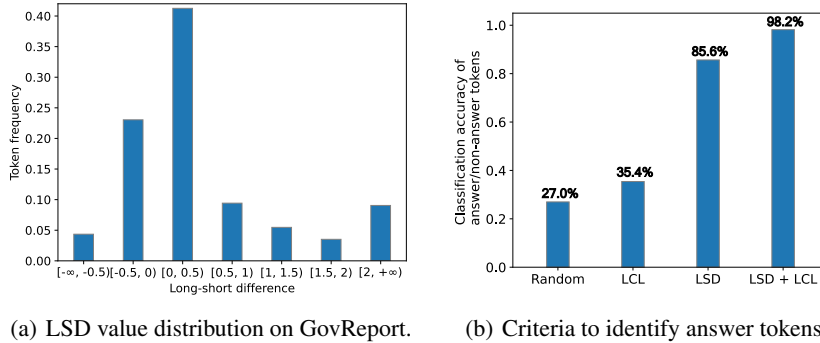 0.40
0.35
0.30
0.25
0.20
0.15
0.10
0.05
0.00
Token frequency
[-∞, -0.5) [-0.5, 0) [0, 0.5) [0.5, 1) [1, 1.5) [1.5, 2) [2, +∞)
Long-short difference
(a) LSD value distribution on GovReport.
1.0
0.8
0.6
0.4
0.2
0.0
Classification accuracy of
answer/non-answer tokens
27.0%
35.4%
85.6%
98.2%
Random LCL LSD LSD + LCL
(b) Criteria to identify answer tokens